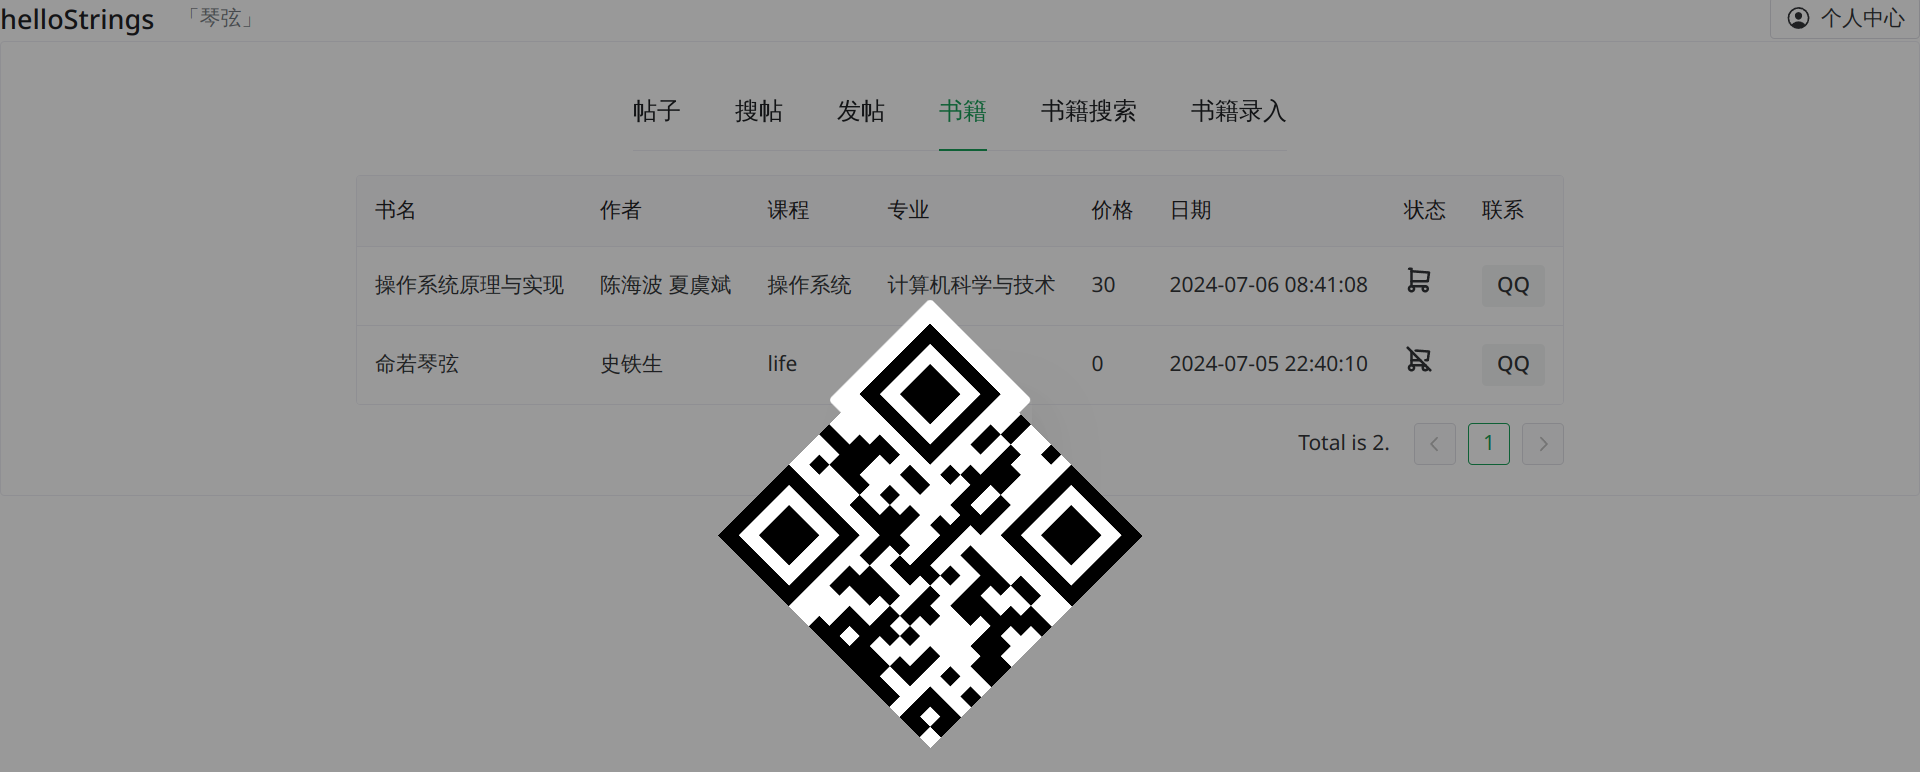 helloStrings 「琴弦」 个人中心
帖子 搜帖 发帖 书籍 书籍搜索 书籍录入
书名 作者 课程 专业 价格 日期 状态 联系
操作系统原理与实现 陈海波 夏虞斌 操作系统 计算机科学与技术 30 2024-07-06 08:41:08 QQ
命若琴弦 史铁生 life 0 2024-07-05 22:40:10 QQ
Total is 2. 1